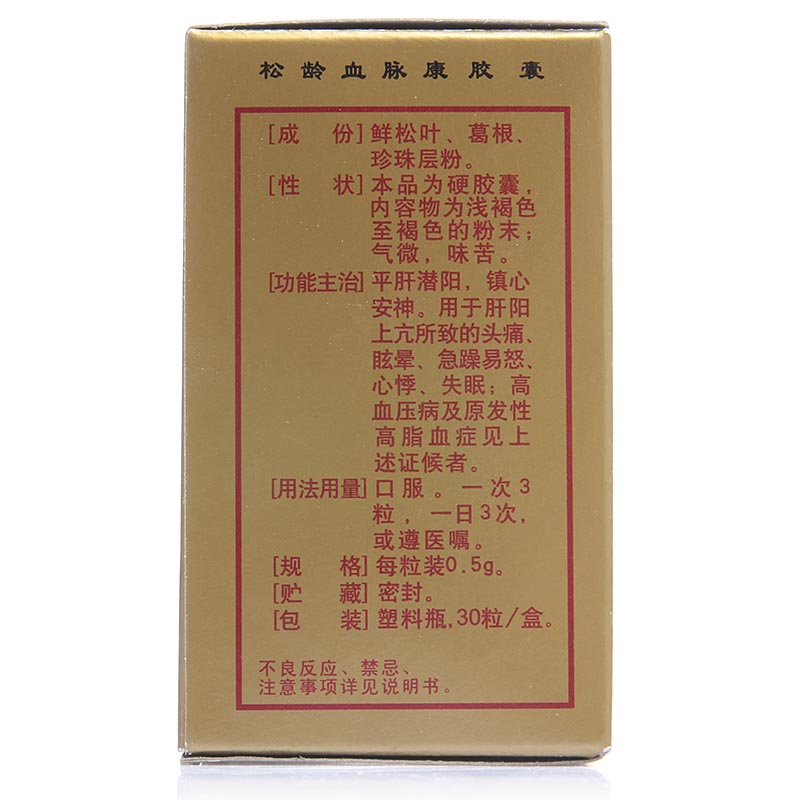 松龄血脉康胶囊
[成 份] 鲜松叶、葛根、
珍珠层粉。
[性 状] 本品为硬胶囊，
内容物为浅褐色
至褐色的粉末；
气微，味苦。
[功能主治] 平肝潜阳，镇心
安神。用于肝阳
上亢所致的头痛、
眩晕、急躁易怒、
心悸、失眠；高
血压病及原发性
高脂血症见上
述证候者。
[用法用量] 口服。一次3
粒，一日3次，
或遵医嘱。
[规 格] 每粒装0.5g。
[贮 藏] 密封。
[包 装] 塑料瓶,30粒/盒。
不良反应、禁忌、
注意事项详见说明书。